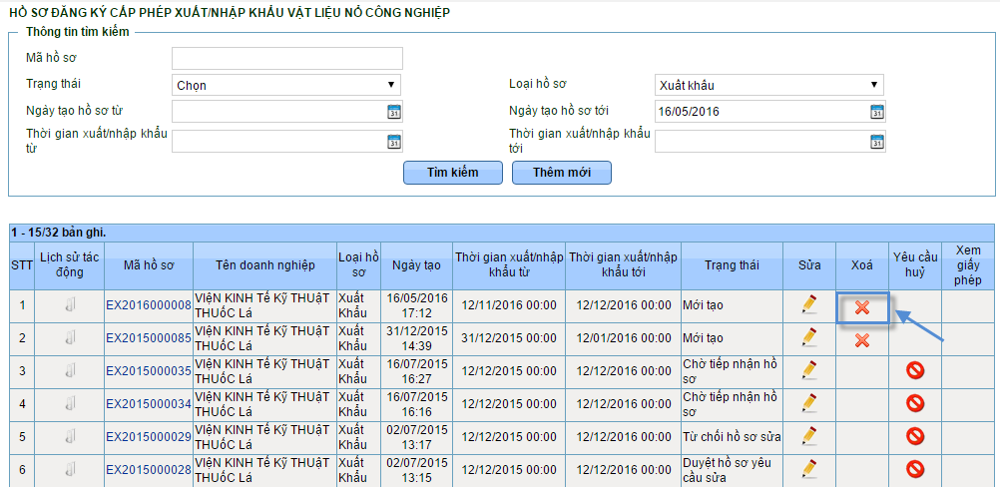 HỒ SƠ ĐĂNG KÝ CẤP PHÉP XUẤT/NHẬP KHẨU VẬT LIỆU NỔ CÔNG NGHIỆP
Thông tin tìm kiếm
Mã hồ sơ
Trạng thái Chọn Loại hồ sơ Xuất khẩu
Ngày tạo hồ sơ từ 31 Ngày tạo hồ sơ tới 16/05/2016 31
Thời gian xuất/nhập khẩu 31 Thời gian xuất/nhập khẩu 31
từ tới
Tìm kiếm Thêm mới
1 - 15/32 bản ghi.
STT Lịch sử tác động Mã hồ sơ Tên doanh nghiệp Loại hồ sơ Ngày tạo Thời gian xuất/nhập khẩu từ Thời gian xuất/nhập khẩu tới Trạng thái Sửa Xoá Yêu cầu huỷ Xem giấy phép
1 EX2016000008 ViệN KINH Tế Kỹ THUậT THUốC Lá Xuất Khẩu 16/05/2016 17:12 12/11/2016 00:00 12/12/2016 00:00 Mới tạo
2 EX2015000085 ViệN KINH Tế Kỹ THUậT THUốC Lá Xuất Khẩu 31/12/2015 14:39 31/12/2015 00:00 12/01/2016 00:00 Mới tạo
3 EX2015000035 ViệN KINH Tế Kỹ THUậT THUốC Lá Xuất Khẩu 16/07/2015 16:27 12/12/2015 00:00 12/12/2016 00:00 Chờ tiếp nhận hồ sơ
4 EX2015000034 ViệN KINH Tế Kỹ THUậT THUốC Lá Xuất Khẩu 16/07/2015 16:16 12/12/2015 00:00 12/12/2016 00:00 Chờ tiếp nhận hồ sơ
5 EX2015000029 ViệN KINH Tế Kỹ THUậT THUốC Lá Xuất Khẩu 02/07/2015 13:17 12/12/2015 00:00 12/12/2016 00:00 Từ chối hồ sơ sửa
6 EX2015000028 ViệN KINH Tế Kỹ THUậT THUốC Lá Xuất Khẩu 02/07/2015 13:15 12/12/2015 00:00 12/12/2016 00:00 Duyệt hồ sơ yêu cầu sửa